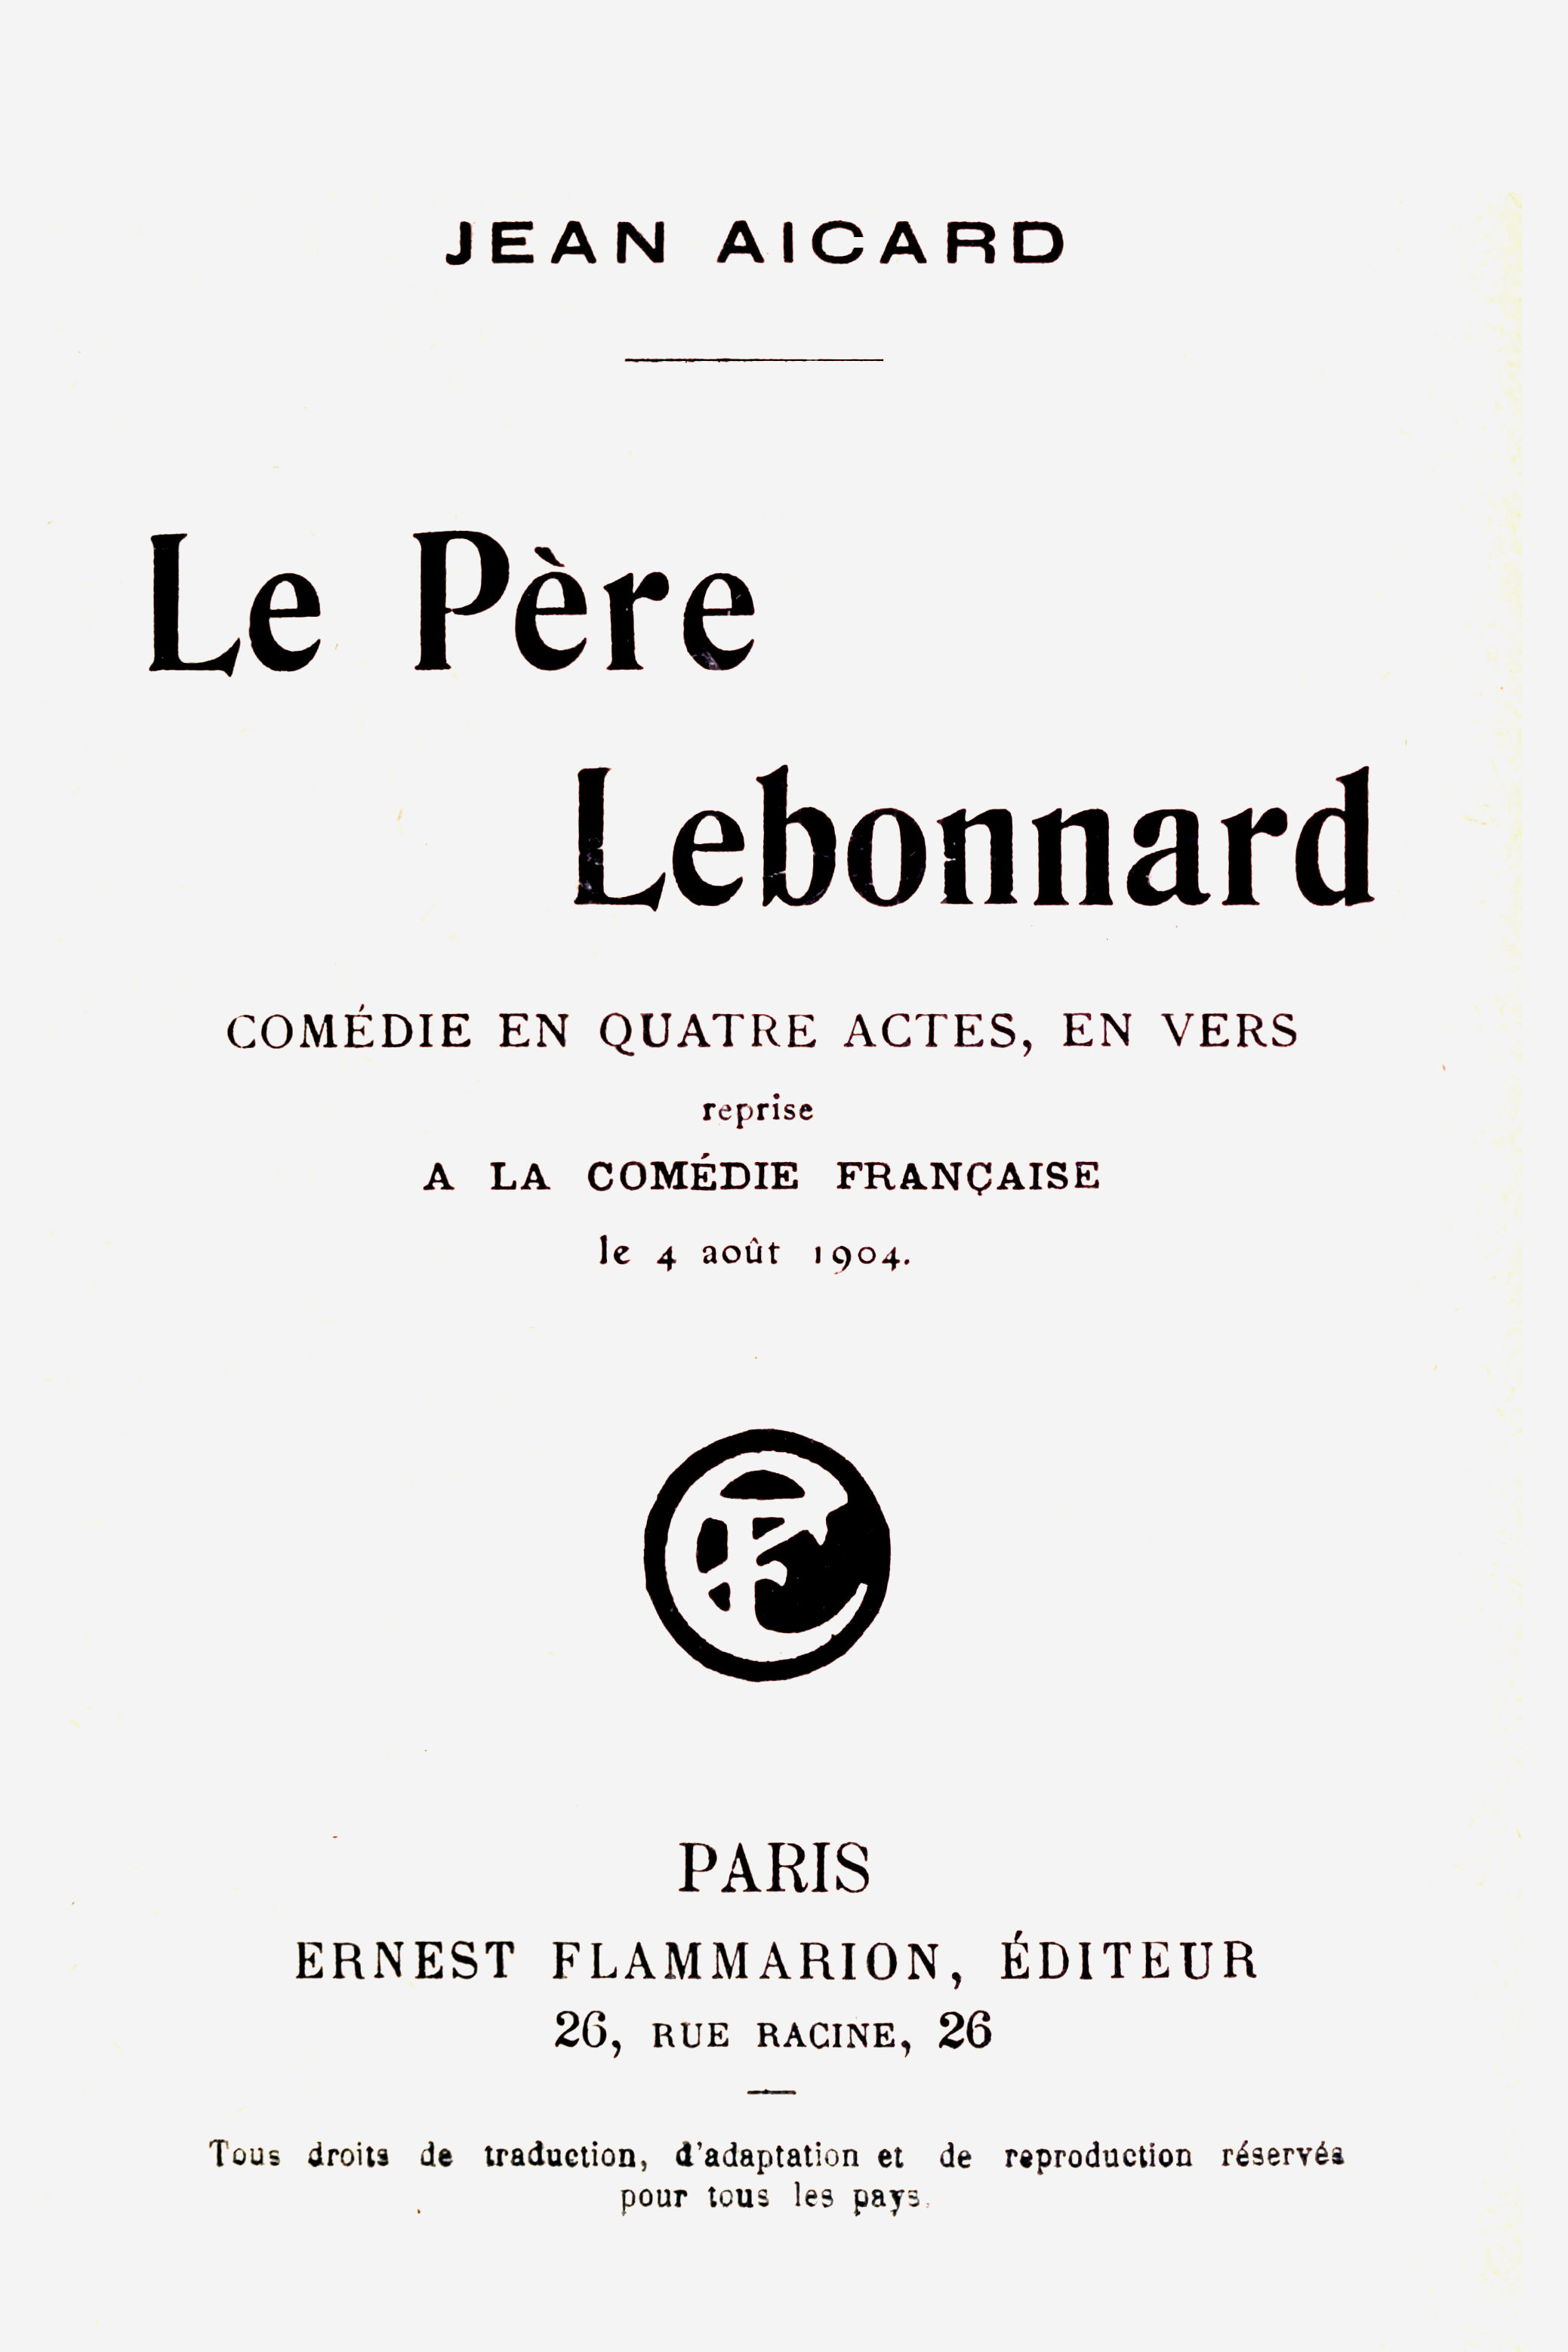 JEAN AICARD
Le Père
Lebonnard
COMÉDIE EN QUATRE ACTES, EN VERS
reprise
A LA COMÉDIE FRANÇAISE
le 4 août 1904.
PARIS
ERNEST FLAMMARION, ÉDITEUR
26, RUE RACINE, 26
Tous droits de traduction, d'adaptation et de reproduction réservés
pour tous les pays.